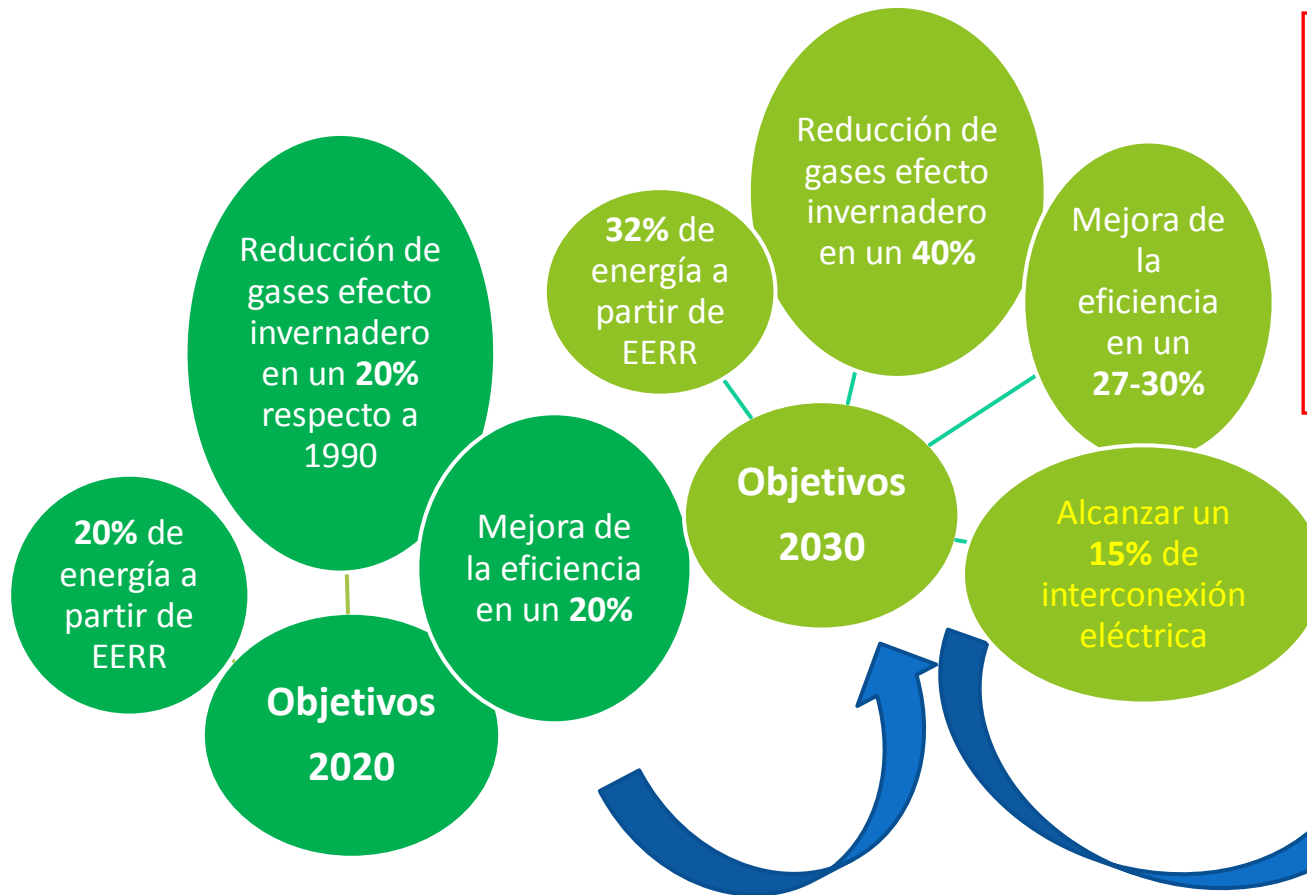 Reducción de
gases efecto
invernadero
en un 20%
respecto a
1990
20% de
energía a
partir de
EERR
Mejora de
la eficiencia
en un 20%
Objetivos
2020
Reducción de
gases efecto
invernadero
en un 40%
32% de
energía a
partir de
EERR
Mejora de
la
eficiencia
en un
27-30%
Objetivos
2030
Alcanzar un
15% de
interconexión
eléctrica